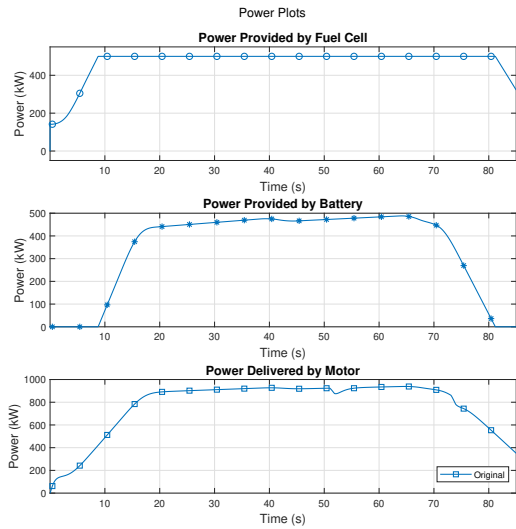 Power Plots
Power Provided by Fuel Cell
Power (kW)
400
200
0
10 20 30 40 50 60 70 80
Time (s)
Power Provided by Battery
Power (kW)
500
400
300
200
100
0
10 20 30 40 50 60 70 80
Time (s)
Power Delivered by Motor
Power (kW)
1000
800
600
400
200
0
Original
10 20 30 40 50 60 70 80
Time (s)